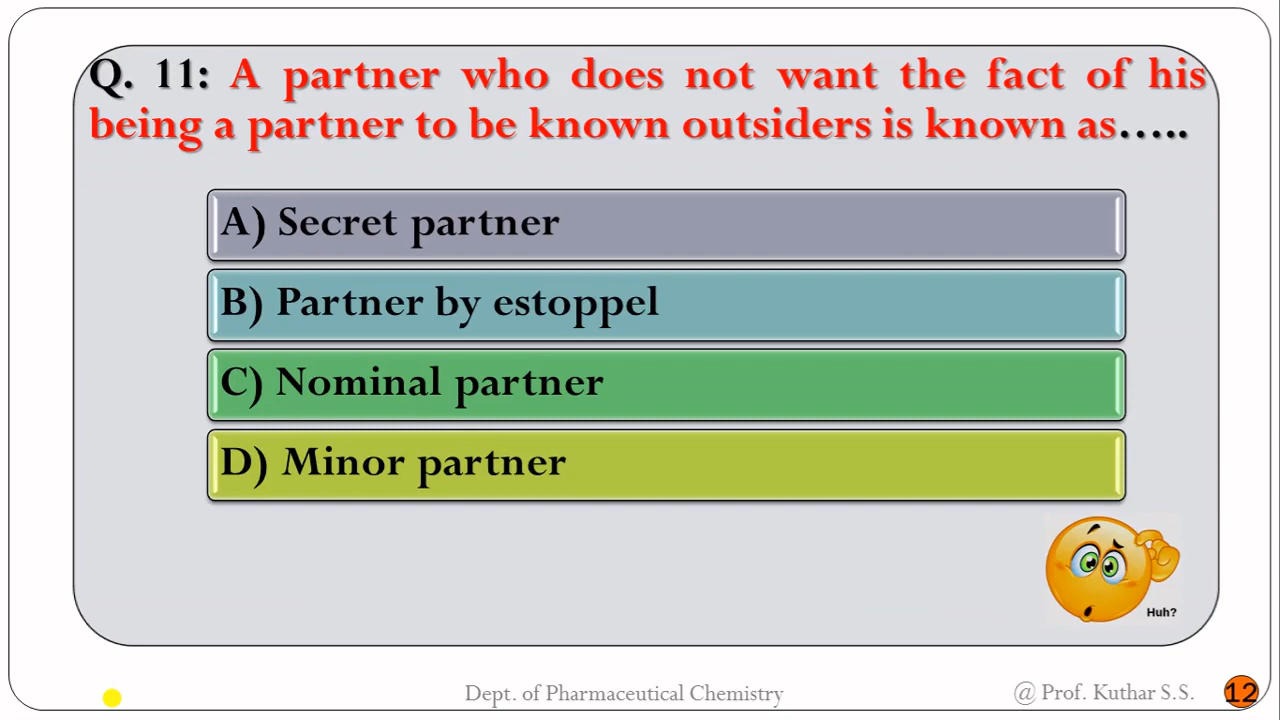 Q. 11: A partner who does not want the fact of his
being a partner to be known outsiders is known as…..
A) Secret partner
B) Partner by estoppel
C) Nominal partner
D) Minor partner
Huh?
Dept. of Pharmaceutical Chemistry
@ Prof. Kuthar S.S.
12